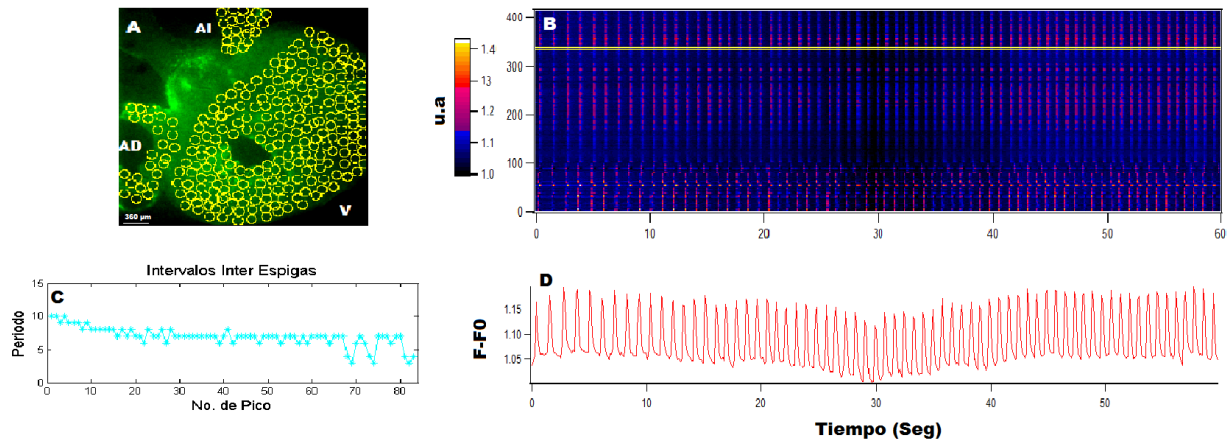 A
AI
AD
V
360 µm
u.a
1.4
13
1.2
1.1
1.0
B
400
300
200
100
0
0 10 20 30 40 50 60
Intervalos Inter Espigas
C
Periodo
15
10
5
0
0 10 20 30 40 50 60 70 80
No. de Pico
D
F-F0
1.15
1.10
1.05
0 10 20 30 40 50
Tiempo (Seg)